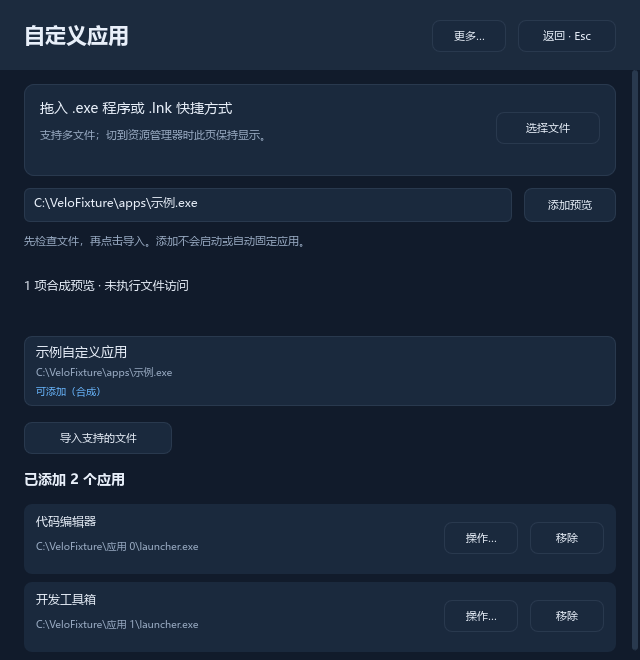 自定义应用
更多...
返回 · Esc
拖入 .exe 程序或 .lnk 快捷方式
支持多文件；切到资源管理器时此页保持显示。
选择文件
C:\VeloFixture\apps\示例.exe
添加预览
先检查文件，再点击导入。添加不会启动或自动固定应用。
1 项合成预览 · 未执行文件访问
示例自定义应用
C:\VeloFixture\apps\示例.exe
可添加（合成）
导入支持的文件
已添加 2 个应用
代码编辑器
C:\VeloFixture\应用 0\launcher.exe
操作...
移除
开发工具箱
C:\VeloFixture\应用 1\launcher.exe
操作...
移除